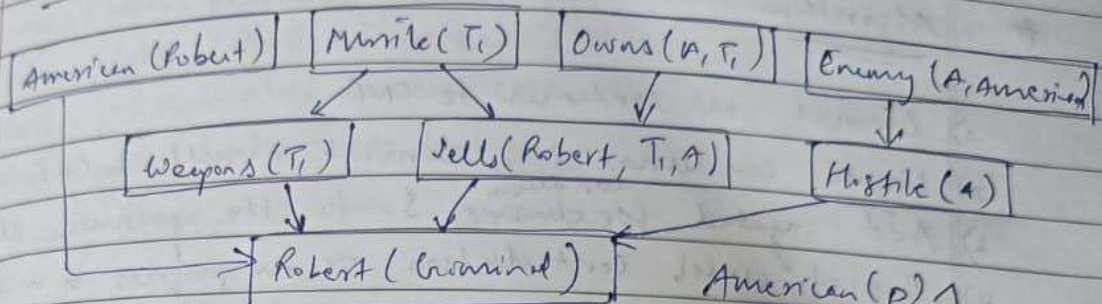 American (Robert) Missile(T₁) Owns(A, T₁) Enemy (A, America)
Weapons(T₁) Sells(Robert, T₁, A) Hostile(A)
Robert (Criminal)
American(p) ∧